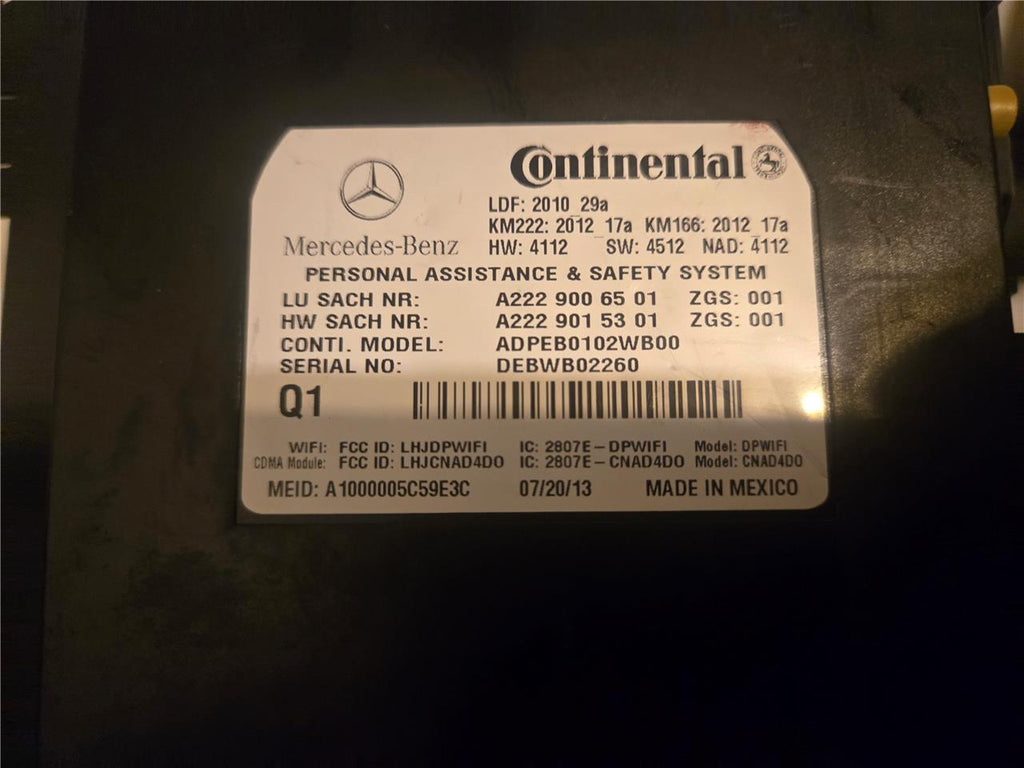 Continental
Mercedes-Benz
LDF: 2010_29a
KM222: 2012_17a KM166: 2012_17a
HW: 4112 SW: 4512 NAD: 4112
PERSONAL ASSISTANCE & SAFETY SYSTEM
LU SACH NR: A222 900 65 01 ZGS: 001
HW SACH NR: A222 901 53 01 ZGS: 001
CONTI. MODEL: ADPEB0102WB00
SERIAL NO: DEBWB02260
Q1
WiFi: FCC ID: LHJDPWIFI IC: 2807E-DPWIFI Model: DPWIFI
CDMA Module: FCC ID: LHJCNAD4DO IC: 2807E-CNAD4DO Model: CNAD4DO
MEID: A1000005C59E3C 07/20/13 MADE IN MEXICO